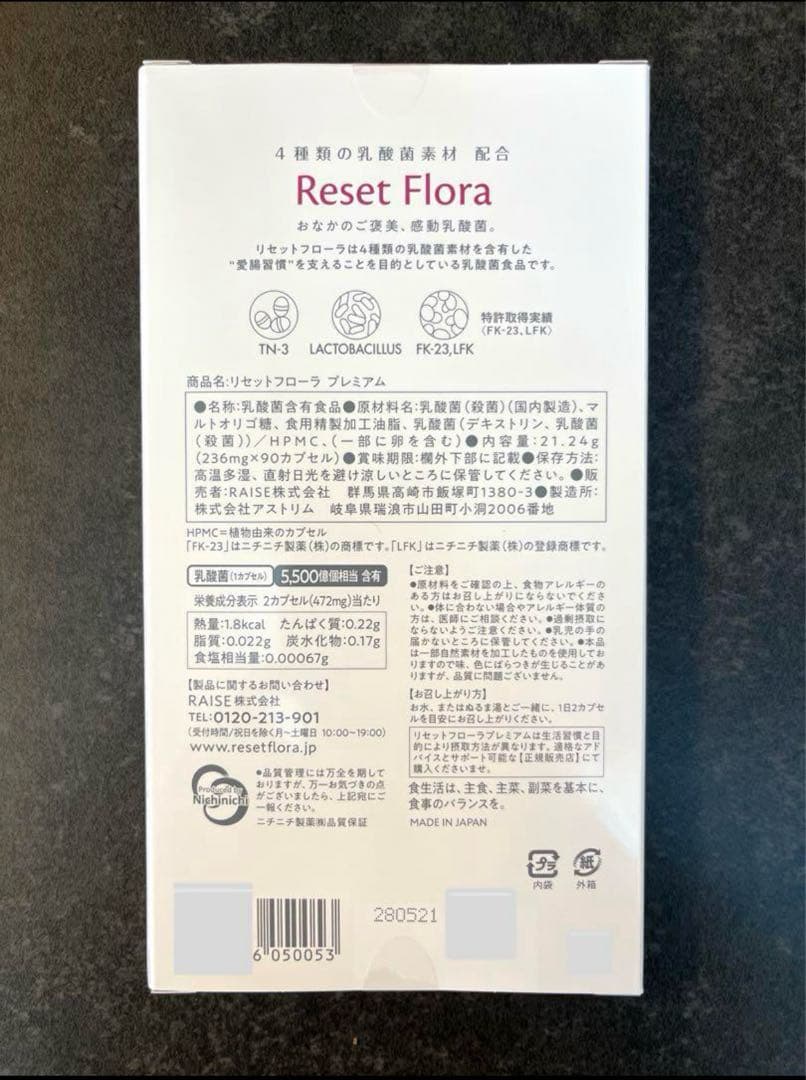 4種類の乳酸菌素材 配合
Reset Flora
おなかのご褒美、感動乳酸菌。
リセットフローラは4種類の乳酸菌素材を含有した
“愛腸習慣”を支えることを目的としている乳酸菌食品です。
TN-3 LACTOBACILLUS FK-23,LFK
特許取得実績
〈FK-23、LFK〉
商品名:リセットフローラ プレミアム
●名称:乳酸菌含有食品●原材料名:乳酸菌(殺菌)(国内製造)、マ
ルトオリゴ糖、食用精製加工油脂、乳酸菌(デキストリン、乳酸菌
(殺菌))/HPMC、(一部に卵を含む)●内容量:21.24g
(236mg×90カプセル)●賞味期限:欄外下部に記載●保存方法:
高温多湿、直射日光を避け涼しいところに保管してください。●販
売者:RAISE株式会社 群馬県高崎市飯塚町1380-3●製造所:
株式会社アストリム 岐阜県瑞浪市山田町小洞2006番地
HPMC=植物由来のカプセル
「FK-23」はニチニチ製薬(株)の商標です。「LFK」はニチニチ製薬(株)の登録商標です。
乳酸菌(1カプセル) 5,500億個相当 含有
栄養成分表示 2カプセル(472mg)当たり
熱量:1.8kcal たんぱく質:0.22g
脂質:0.022g 炭水化物:0.17g
食塩相当量:0.00067g
【製品に関するお問い合わせ】
RAISE株式会社
TEL:0120-213-901
(受付時間/祝日を除く月〜土曜日 10:00〜19:00)
www.resetflora.jp
Produced by
Nichinichi
●品質管理には万全を期して
おりますが、万一お気づきの点
がございましたら、上記宛にご
一報ください。
ニチニチ製薬㈱品質保証
【ご注意】
●原材料をご確認の上、食物アレルギーの
ある方はお召し上がりにならないでくださ
い。●体に合わない場合やアレルギー体質の
方は、医師にご相談ください。●過剰摂取に
ならないようご注意ください。●乳児の手の
届かないところに保管してください。●本品
は一部自然素材を加工したものを使用してお
りますので味、色にばらつきが生じることがあ
りますが、品質に問題ございません。
【お召し上がり方】
お水、またはぬるま湯とご一緒に、1日2カプセ
ルを目安にお召し上がりください。
リセットフローラプレミアムは生活習慣と目
的により摂取方法が異なります。適格なアド
バイスとサポート可能な【正規販売店】にて
購入くださいませ。
食生活は、主食、主菜、副菜を基本に、
食事のバランスを。
MADE IN JAPAN
プラ
内袋
紙
外箱
280521
6 050053